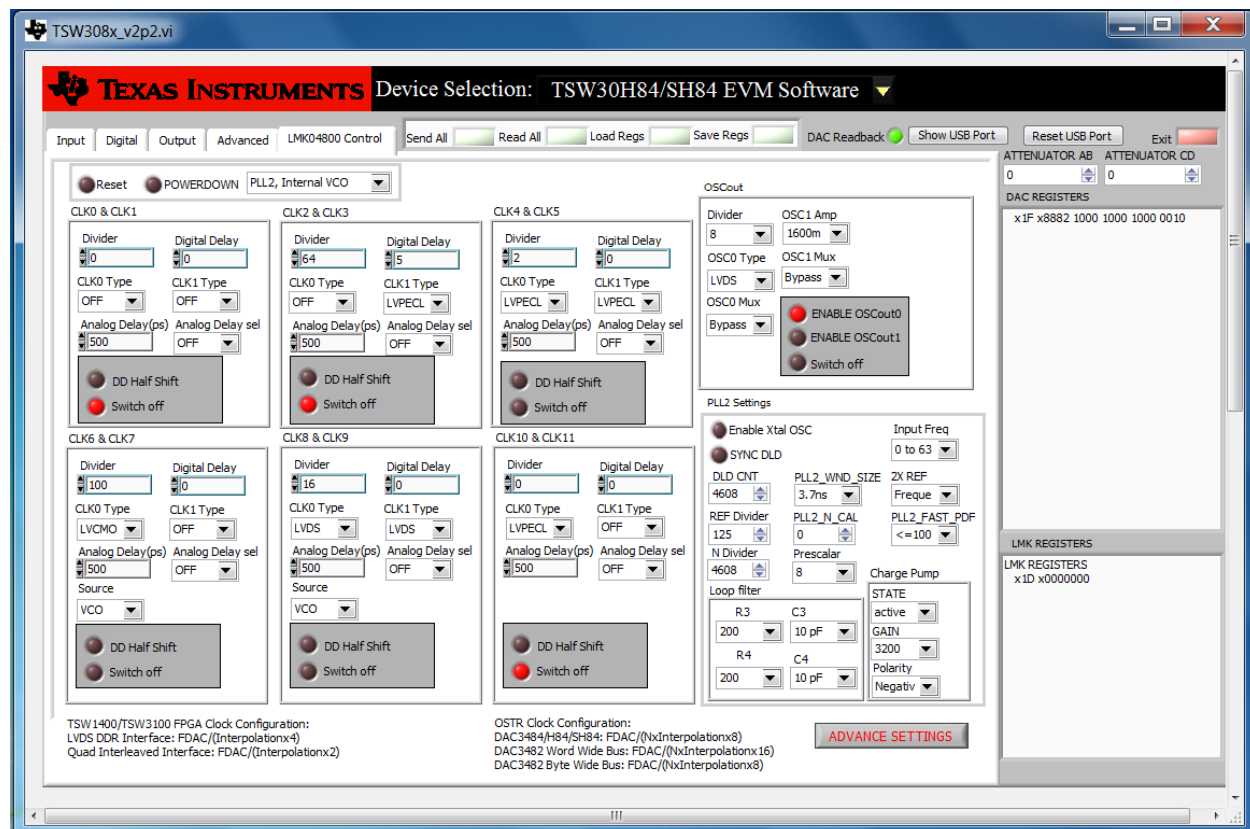 TSW308x_v2p2.vi
TEXAS INSTRUMENTS Device Selection: TSW30H84/SH84 EVM Software
Input Digital Output Advanced LMK04800 Control Send All Read All Load Regs Save Regs DAC Readback Show USB Port Reset USB Port Exit
ATTENUATOR AB ATTENUATOR CD
0 0
DAC REGISTERS
x1F x8882 1000 1000 1000 0010
LMK REGISTERS
LMK REGISTERS
x1D x0000000
Reset POWERDOWN PLL2, Internal VCO
CLK0 & CLK1
Divider Digital Delay
0 0
CLK0 Type CLK1 Type
OFF OFF
Analog Delay(ps) Analog Delay sel
500 OFF
DD Half Shift
Switch off
CLK2 & CLK3
Divider Digital Delay
64 5
CLK0 Type CLK1 Type
OFF LVPECL
Analog Delay(ps) Analog Delay sel
500 OFF
DD Half Shift
Switch off
CLK4 & CLK5
Divider Digital Delay
2 0
CLK0 Type CLK1 Type
LVPECL LVPECL
Analog Delay(ps) Analog Delay sel
500 OFF
DD Half Shift
Switch off
OSCout
Divider OSC1 Amp
8 1600m
OSC0 Type OSC1 Mux
LVDS Bypass
OSC0 Mux
Bypass
ENABLE OSCout0
ENABLE OSCout1
Switch off
CLK6 & CLK7
Divider Digital Delay
100 0
CLK0 Type CLK1 Type
LVCMO OFF
Analog Delay(ps) Analog Delay sel
500 OFF
Source
VCO
DD Half Shift
Switch off
CLK8 & CLK9
Divider Digital Delay
16 0
CLK0 Type CLK1 Type
LVDS LVDS
Analog Delay(ps) Analog Delay sel
500 OFF
Source
VCO
DD Half Shift
Switch off
CLK10 & CLK11
Divider Digital Delay
0 0
CLK0 Type CLK1 Type
LVPECL OFF
Analog Delay(ps) Analog Delay sel
500 OFF
DD Half Shift
Switch off
PLL2 Settings
Enable Xtal OSC Input Freq
SYNC DLD 0 to 63
DLD CNT PLL2_WND_SIZE 2X REF
4608 3.7ns Freque
REF Divider PLL2_N_CAL PLL2_FAST_PDF
125 0 <=100
N Divider Prescalar
4608 8
Loop filter
R3 C3
200 10 pF
R4 C4
200 10 pF
Charge Pump
STATE
active
GAIN
3200
Polarity
Negativ
TSW1400/TSW3100 FPGA Clock Configuration:
LVDS DDR Interface: FDAC/(Interpolationx4)
Quad Interleaved Interface: FDAC/(Interpolationx2)
OSTR Clock Configuration:
DAC3484/H84/SH84: FDAC/(NxInterpolationx8)
DAC3482 Word Wide Bus: FDAC/(NxInterpolationx16)
DAC3482 Byte Wide Bus: FDAC/(NxInterpolationx8)
ADVANCE SETTINGS